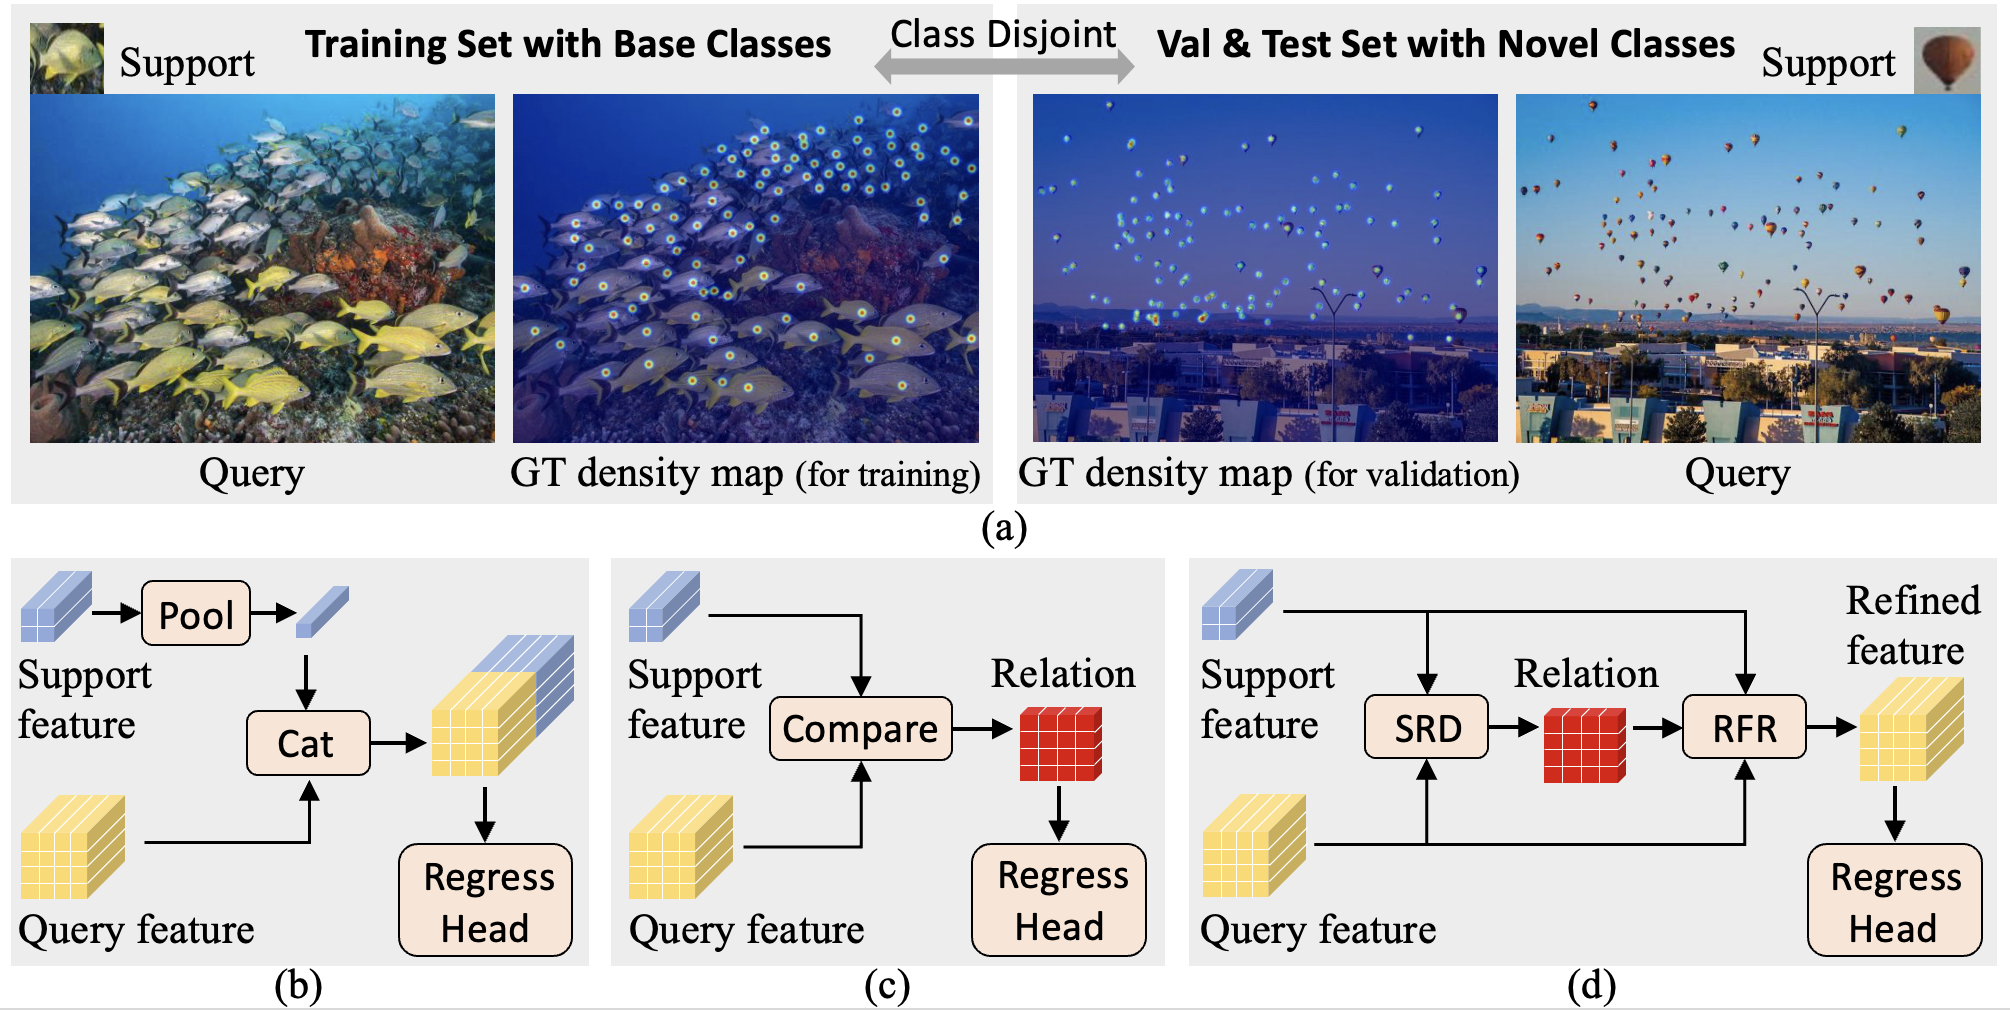 Support
Training Set with Base Classes
Class Disjoint
Val & Test Set with Novel Classes
Support
Query
GT density map (for training)
GT density map (for validation)
Query
(a)
Pool
Support
feature
Cat
Query feature
Regress
Head
(b)
Support
feature
Compare
Relation
Query feature
Regress
Head
(c)
Support
feature
SRD
Relation
RFR
Refined
feature
Query feature
Regress
Head
(d)